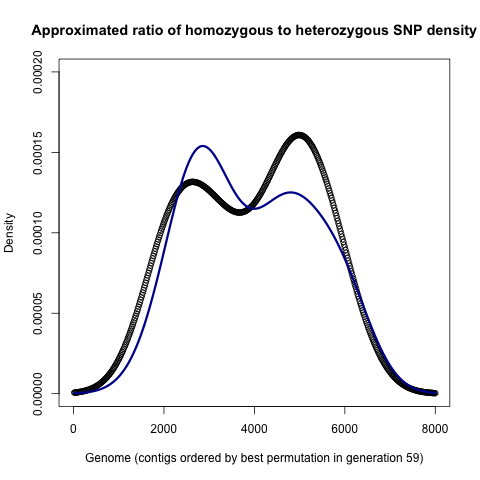 Approximated ratio of homozygous to heterozygous SNP density
0.00020
0.00015
0.00010
0.00005
0.00000
Density
0 2000 4000 6000 8000
Genome (contigs ordered by best permutation in generation 59)